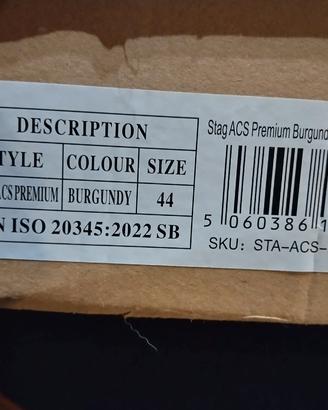 DESCRIPTION
TYLE COLOUR SIZE
ACS PREMIUM BURGUNDY 44
N ISO 20345:2022 SB
Stag ACS Premium Burgund
5 060386 1
SKU: STA-ACS-